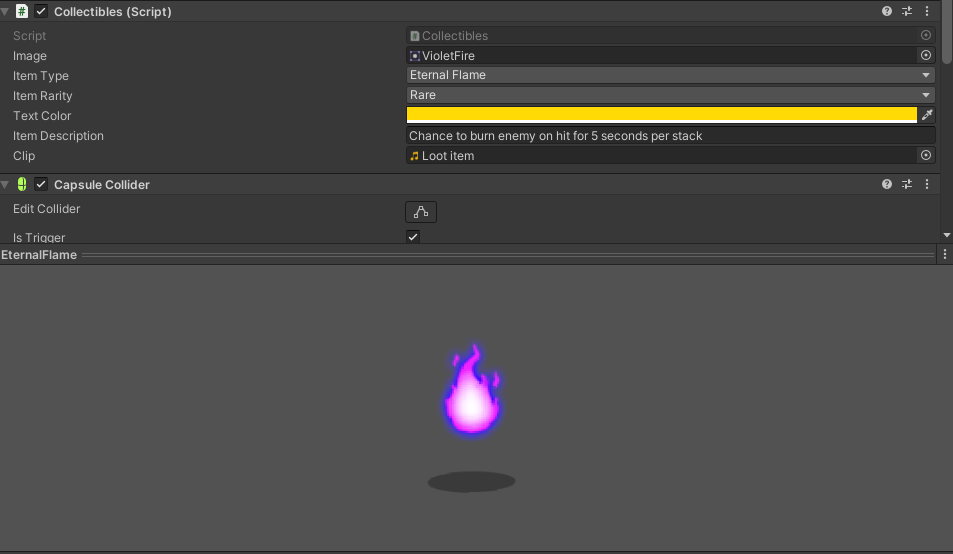 Collectibles (Script)
Script Collectibles
Image VioletFire
Item Type Eternal Flame
Item Rarity Rare
Text Color
Item Description Chance to burn enemy on hit for 5 seconds per stack
Clip Loot item
Capsule Collider
Edit Collider
Is Trigger
EternalFlame